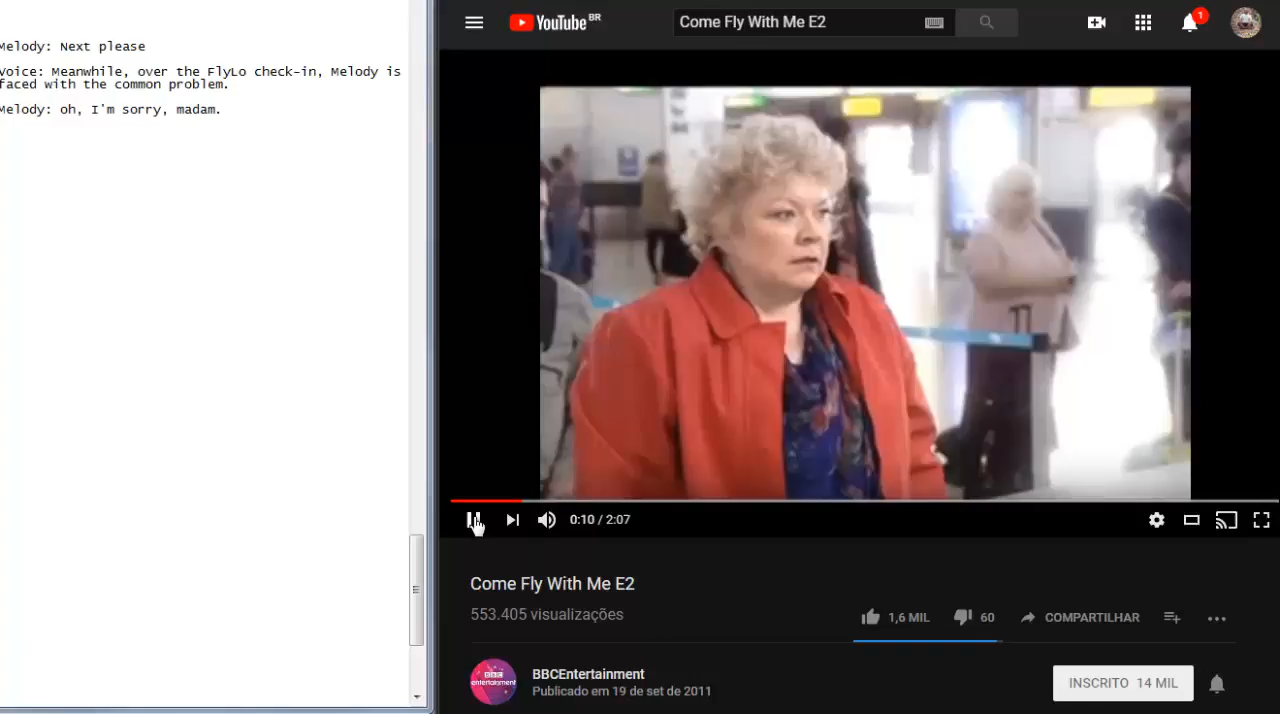 Melody: Next please
Voice: Meanwhile, over the FlyLo check-in, Melody is
faced with the common problem.
Melody: oh, I'm sorry, madam.
YouTube BR
Come Fly With Me E2
1
0:10 / 2:07
Come Fly With Me E2
553.405 visualizações
1,6 MIL
60
COMPARTILHAR
BBC
entertainment
BBCEntertainment
Publicado em 19 de set de 2011
INSCRITO 14 MIL